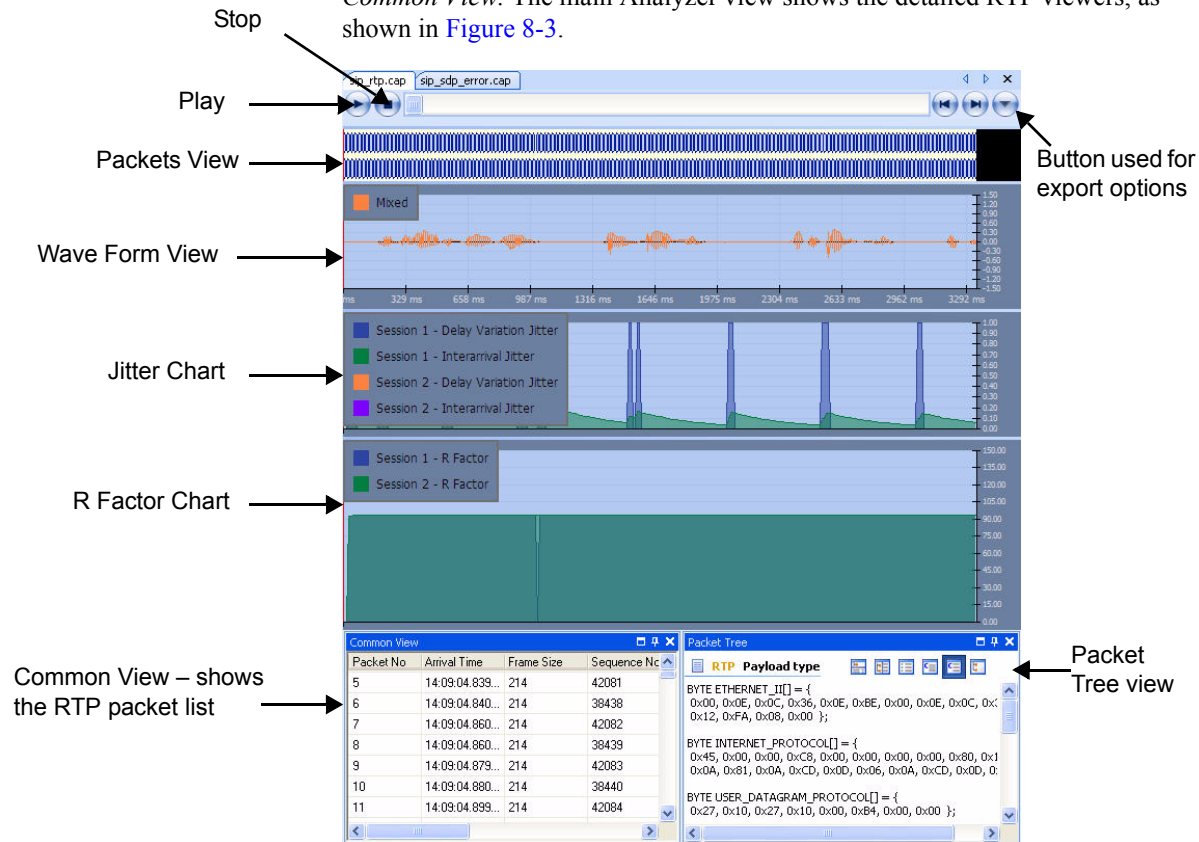 Common View. The main Analyzer view shows the detailed RTP viewers, as
shown in Figure 8-3.
Stop
Play
Packets View
Wave Form View
Jitter Chart
R Factor Chart
Common View – shows
the RTP packet list
Button used for
export options
Packet
Tree view
sip_rtp.cap
sip_sdp_error.cap
Mixed
1.50
1.20
0.90
0.60
0.30
0.00
-0.30
-0.60
-0.90
-1.20
-1.50
ms 329 ms 658 ms 987 ms 1316 ms 1646 ms 1975 ms 2304 ms 2633 ms 2962 ms 3292 ms
Session 1 - Delay Variation Jitter
Session 1 - Interarrival Jitter
Session 2 - Delay Variation Jitter
Session 2 - Interarrival Jitter
1.00
0.90
0.80
0.70
0.60
0.50
0.40
0.30
0.20
0.10
0.00
Session 1 - R Factor
Session 2 - R Factor
150.00
135.00
120.00
105.00
90.00
75.00
60.00
45.00
30.00
15.00
0.00
Common View
Packet No Arrival Time Frame Size Sequence No
5 14:09:04.839... 214 42081
6 14:09:04.840... 214 38438
7 14:09:04.860... 214 42082
8 14:09:04.860... 214 38439
9 14:09:04.879... 214 42083
10 14:09:04.880... 214 38440
11 14:09:04.899... 214 42084
Packet Tree
RTP Payload type
BYTE ETHERNET_II[] = {
0x00, 0x0E, 0x0C, 0x36, 0x0E, 0xBE, 0x00, 0x0E, 0x0C,
0x12, 0xFA, 0x08, 0x00 };
BYTE INTERNET_PROTOCOL[] = {
0x45, 0x00, 0x00, 0xC8, 0x00, 0x00, 0x00, 0x00, 0x80,
0x0A, 0x81, 0x0A, 0xCD, 0x0D, 0x06, 0x0A, 0xCD, 0x0D,
BYTE USER_DATAGRAM_PROTOCOL[] = {
0x27, 0x10, 0x27, 0x10, 0x00, 0xB4, 0x00, 0x00 };